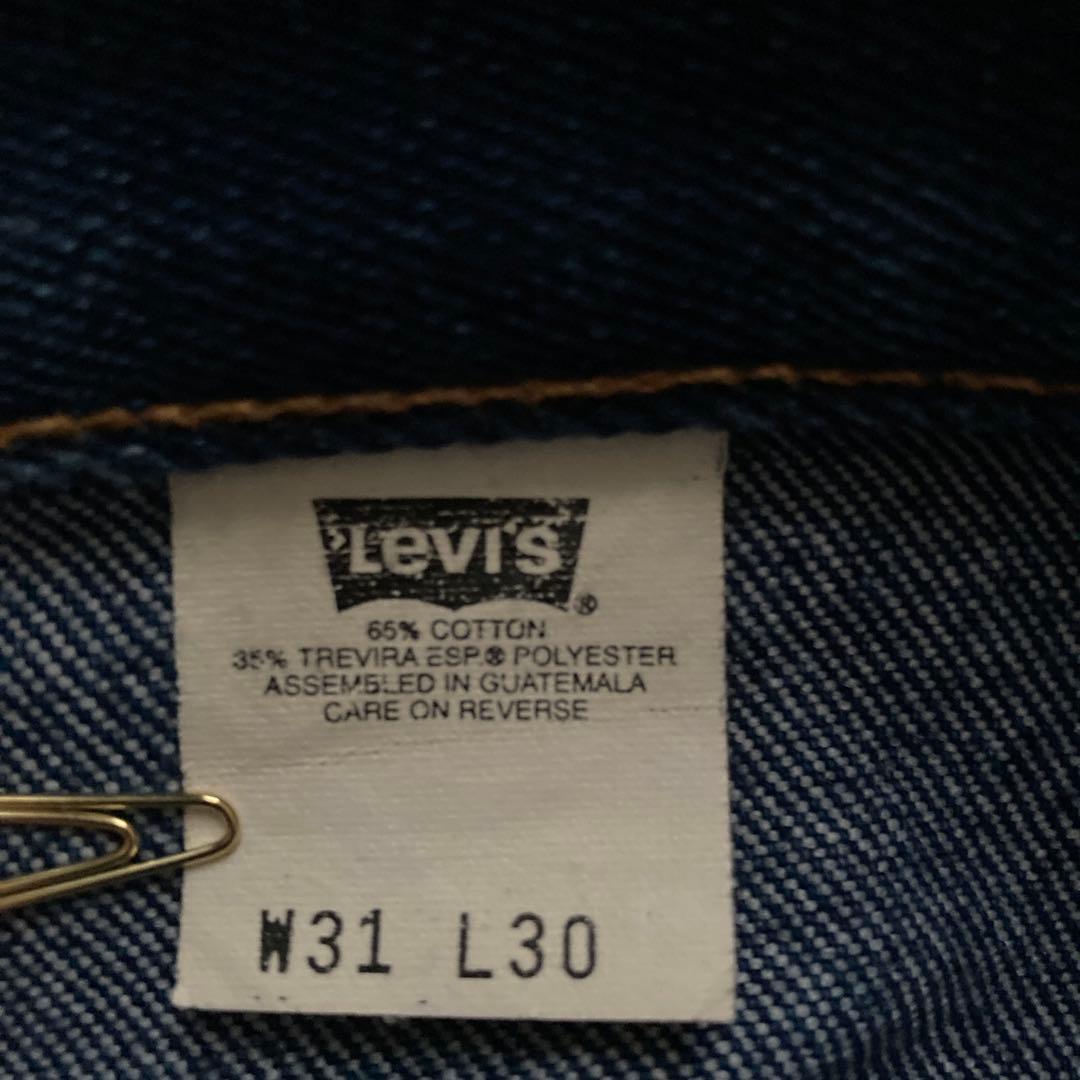 Levi's®
65% COTTON
35% TREVIRA ESP.® POLYESTER
ASSEMBLED IN GUATEMALA
CARE ON REVERSE
W31 L30